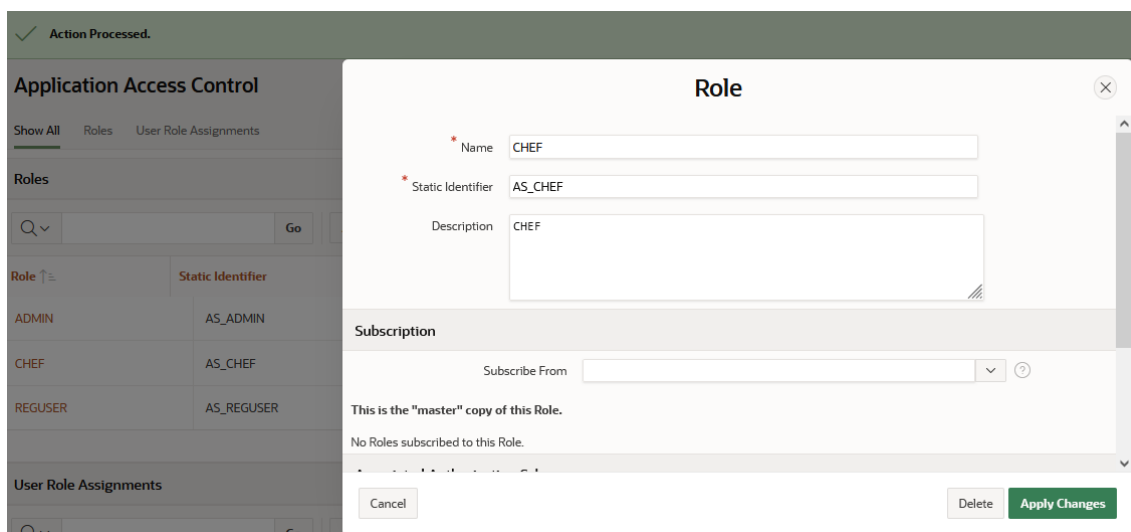 Action Processed.
Application Access Control
Show All Roles User Role Assignments
Roles
Go
Role Static Identifier
ADMIN AS_ADMIN
CHEF AS_CHEF
REGUSER AS_REGUSER
User Role Assignments
Role
* Name CHEF
* Static Identifier AS_CHEF
Description CHEF
Subscription
Subscribe From
This is the "master" copy of this Role.
No Roles subscribed to this Role.
Cancel Delete Apply Changes